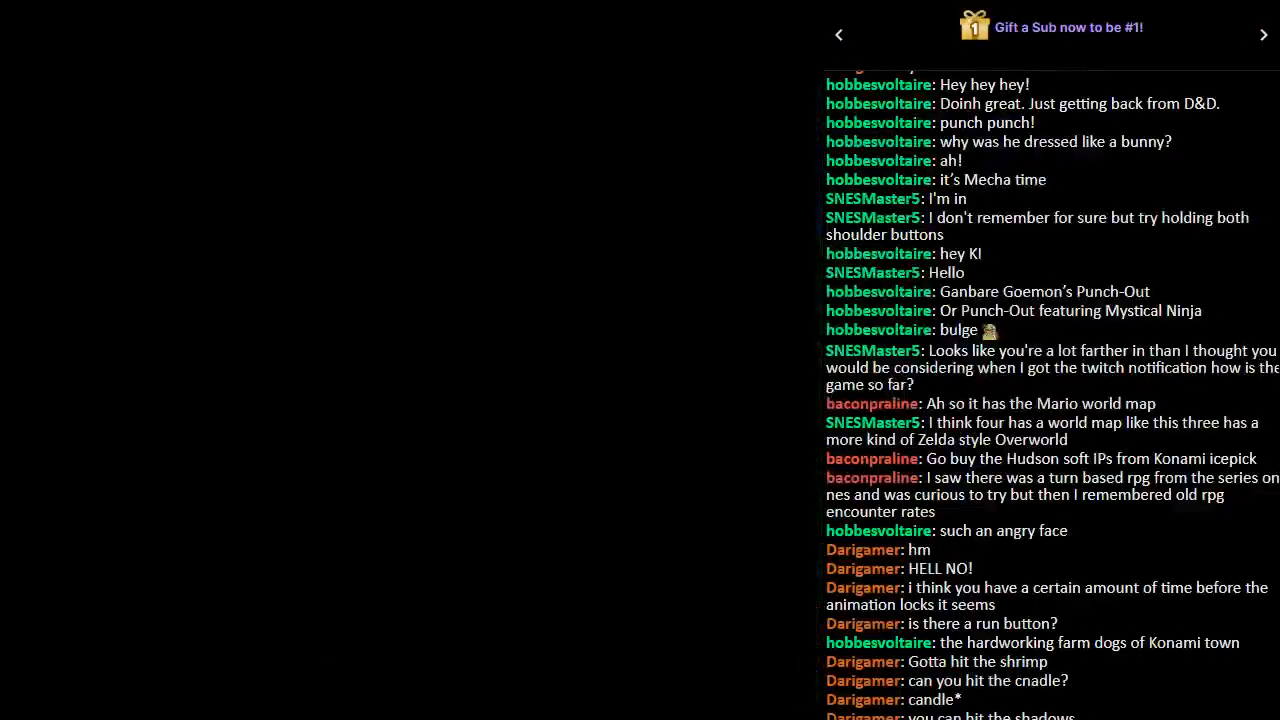 1 Gift a Sub now to be #1!
hobbesvoltaire: Hey hey hey!
hobbesvoltaire: Doinh great. Just getting back from D&D.
hobbesvoltaire: punch punch!
hobbesvoltaire: why was he dressed like a bunny?
hobbesvoltaire: ah!
hobbesvoltaire: it's Mecha time
SNESMaster5: I'm in
SNESMaster5: I don't remember for sure but try holding both
shoulder buttons
hobbesvoltaire: hey KI
SNESMaster5: Hello
hobbesvoltaire: Ganbare Goemon’s Punch-Out
hobbesvoltaire: Or Punch-Out featuring Mystical Ninja
hobbesvoltaire: bulge
SNESMaster5: Looks like you're a lot farther in than I thought you
would be considering when I got the twitch notification how is the
game so far?
baconpraline: Ah so it has the Mario world map
SNESMaster5: I think four has a world map like this three has a
more kind of Zelda style Overworld
baconpraline: Go buy the Hudson soft IPs from Konami icepick
baconpraline: I saw there was a turn based rpg from the series on
nes and was curious to try but then I remembered old rpg
encounter rates
hobbesvoltaire: such an angry face
Darigamer: hm
Darigamer: HELL NO!
Darigamer: i think you have a certain amount of time before the
animation locks it seems
Darigamer: is there a run button?
hobbesvoltaire: the hardworking farm dogs of Konami town
Darigamer: Gotta hit the shrimp
Darigamer: can you hit the cnadle?
Darigamer: candle*
Darigamer: you can hit the shadows